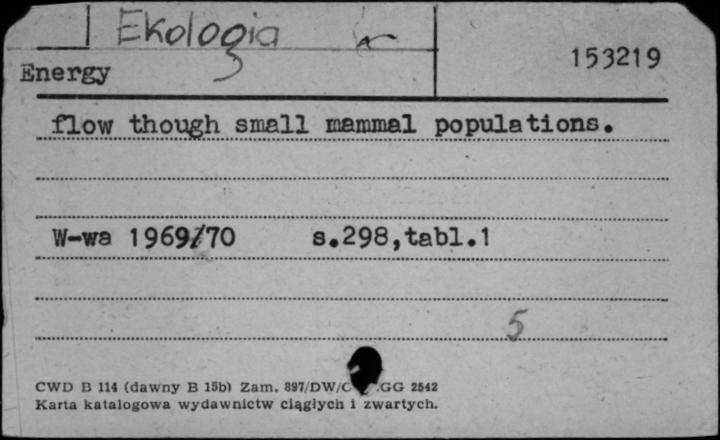 Ekologia
153219
Energy
flow though small mammal populations.
W-wa 1969/70 s.298,tabl.1
5
CWD B 114 (dawny B 15b) Zam. 897/DW/C GG 2542
Karta katalogowa wydawnictw ciągłych i zwartych.